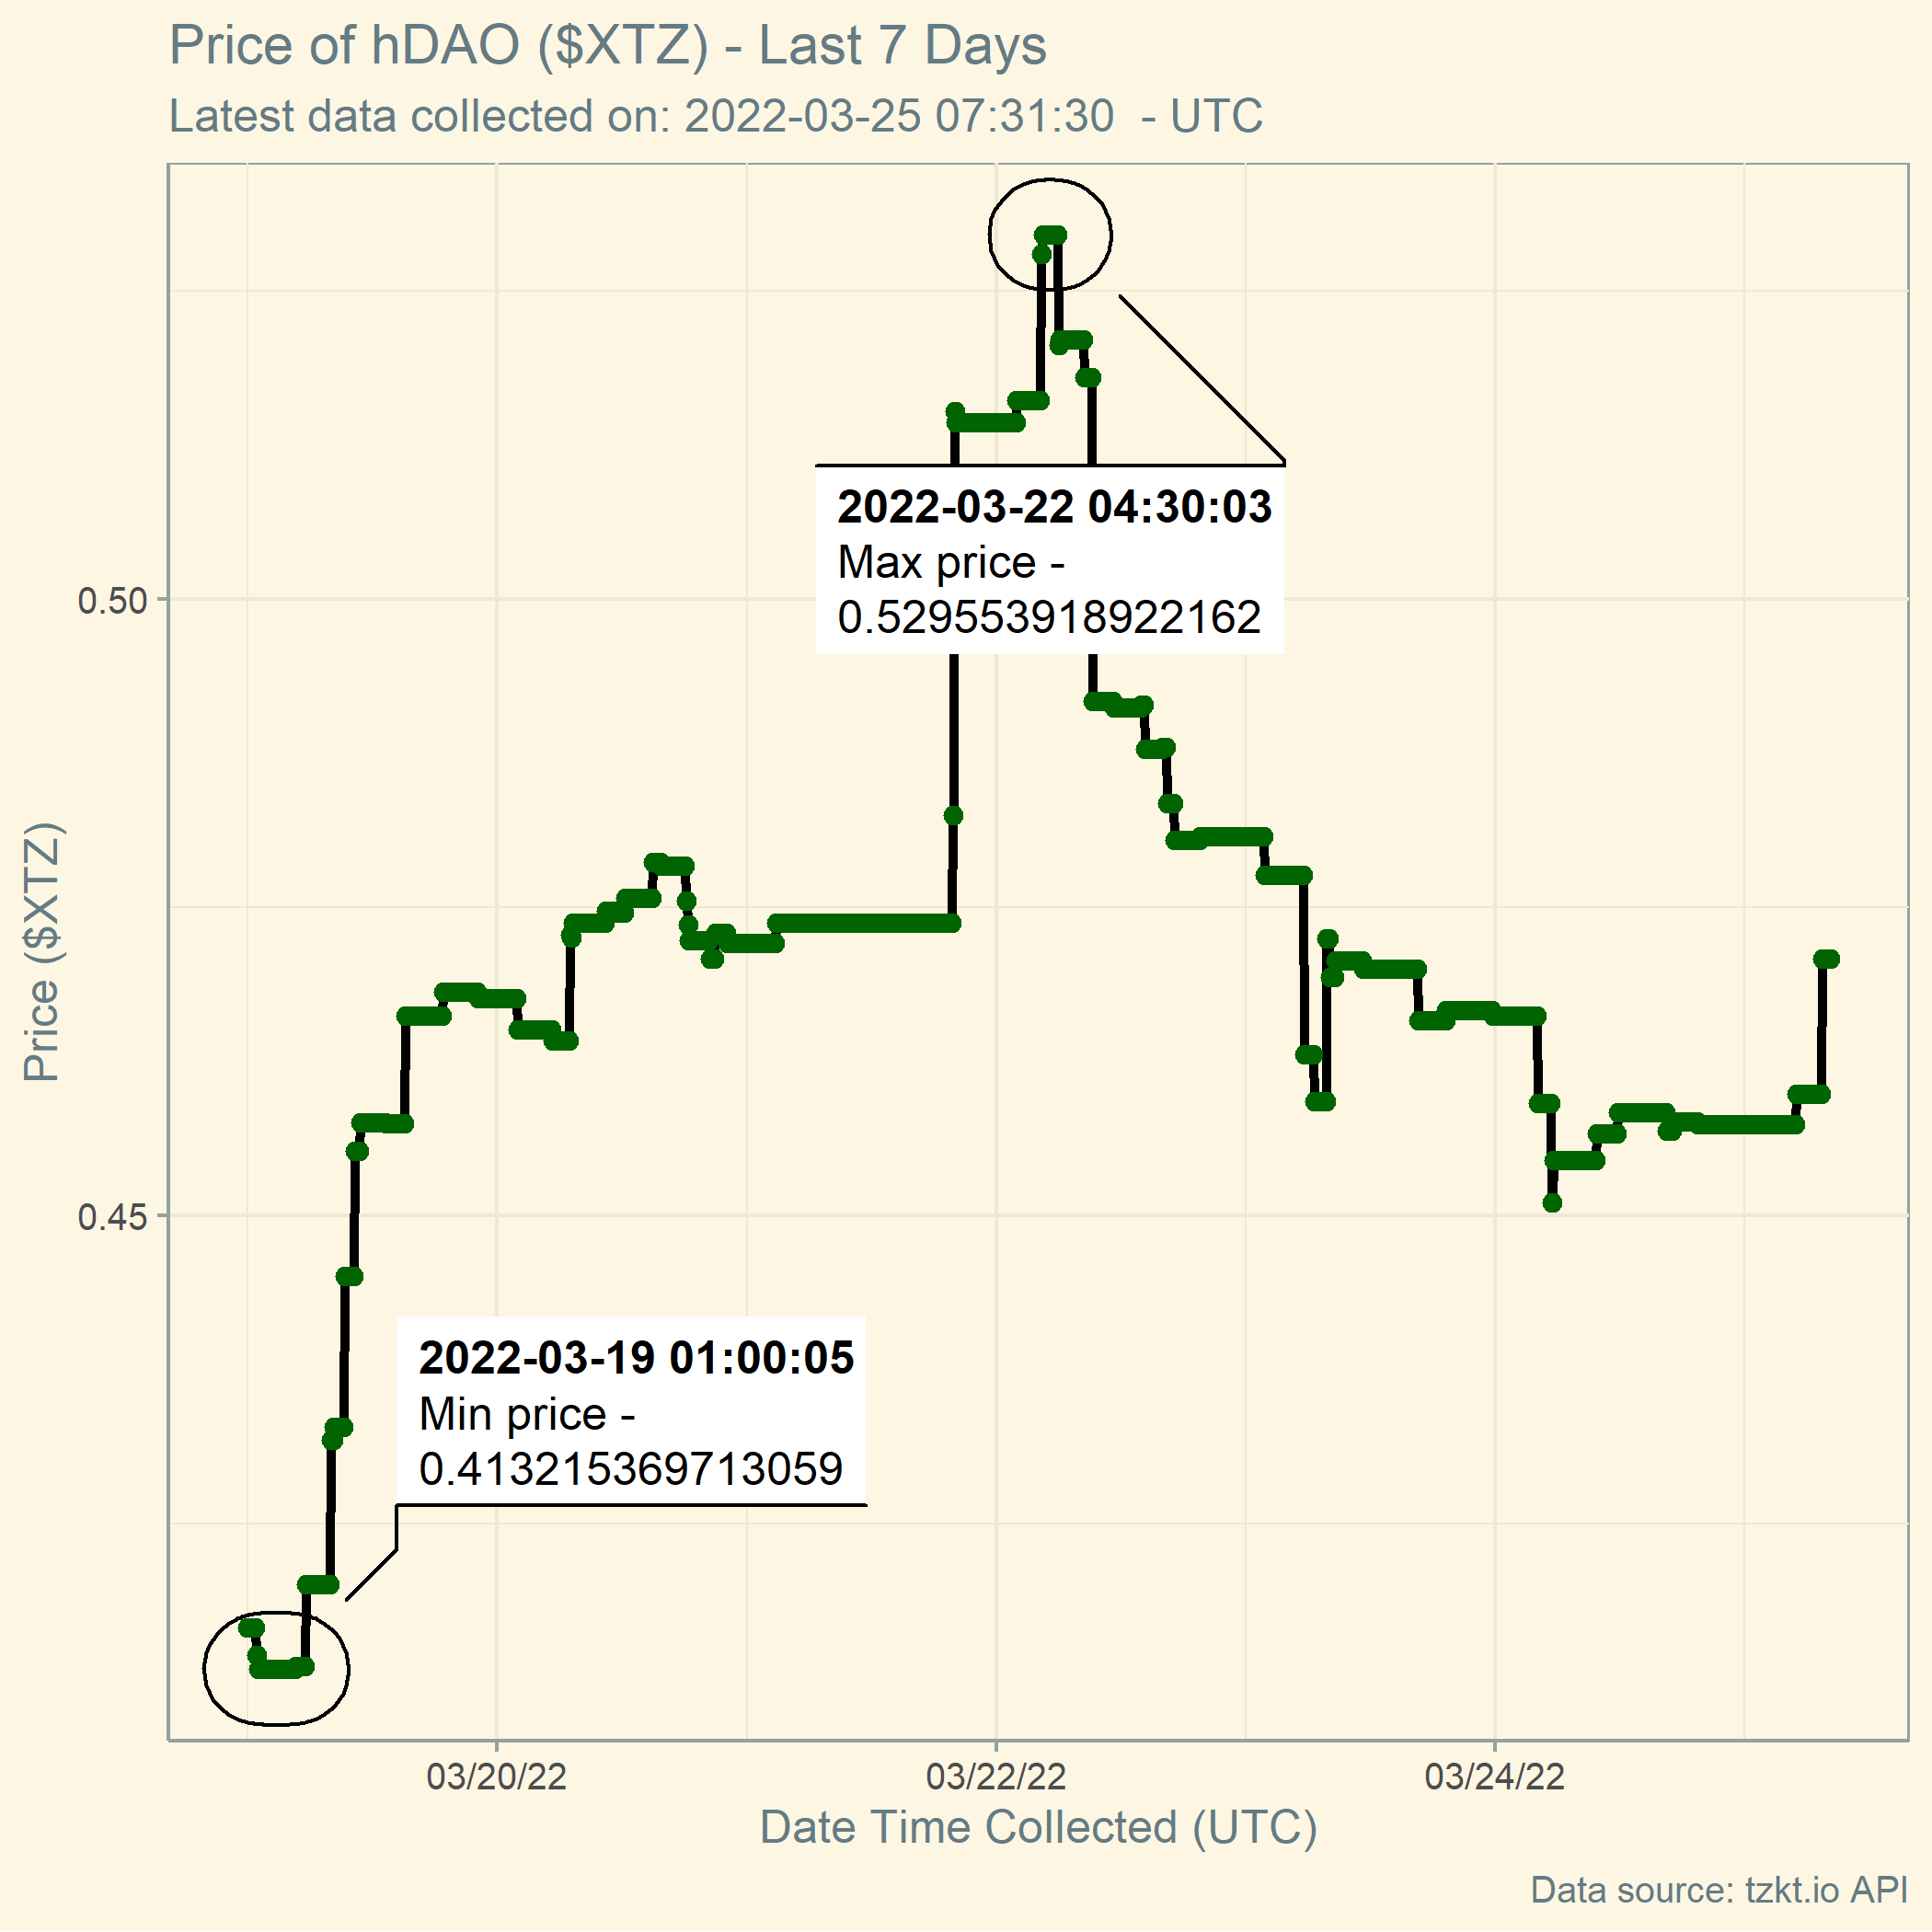 Price of hDAO ($XTZ) - Last 7 Days
Latest data collected on: 2022-03-25 07:31:30  - UTC
Price ($XTZ)
0.50
0.45
2022-03-22 04:30:03
Max price -
0.529553918922162
2022-03-19 01:00:05
Min price -
0.413215369713059
03/20/22
03/22/22
03/24/22
Date Time Collected (UTC)
Data source: tzkt.io API